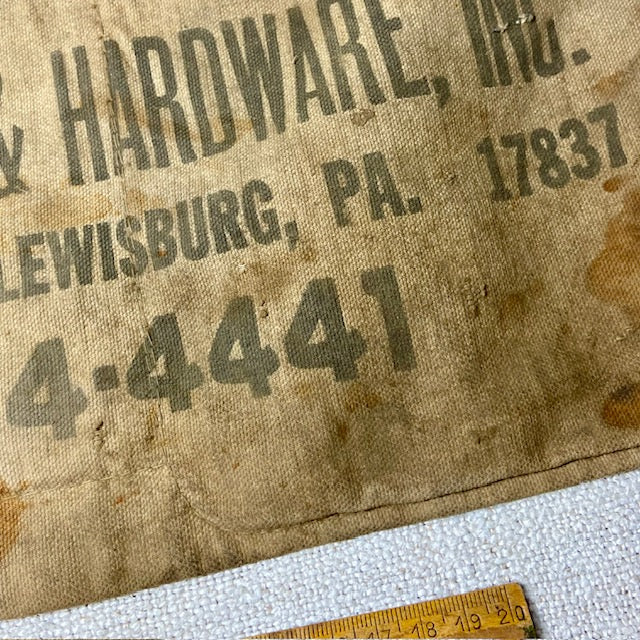 & HARDWARE, INC.
LEWISBURG, PA. 17837
4-4441
17 18 19 20